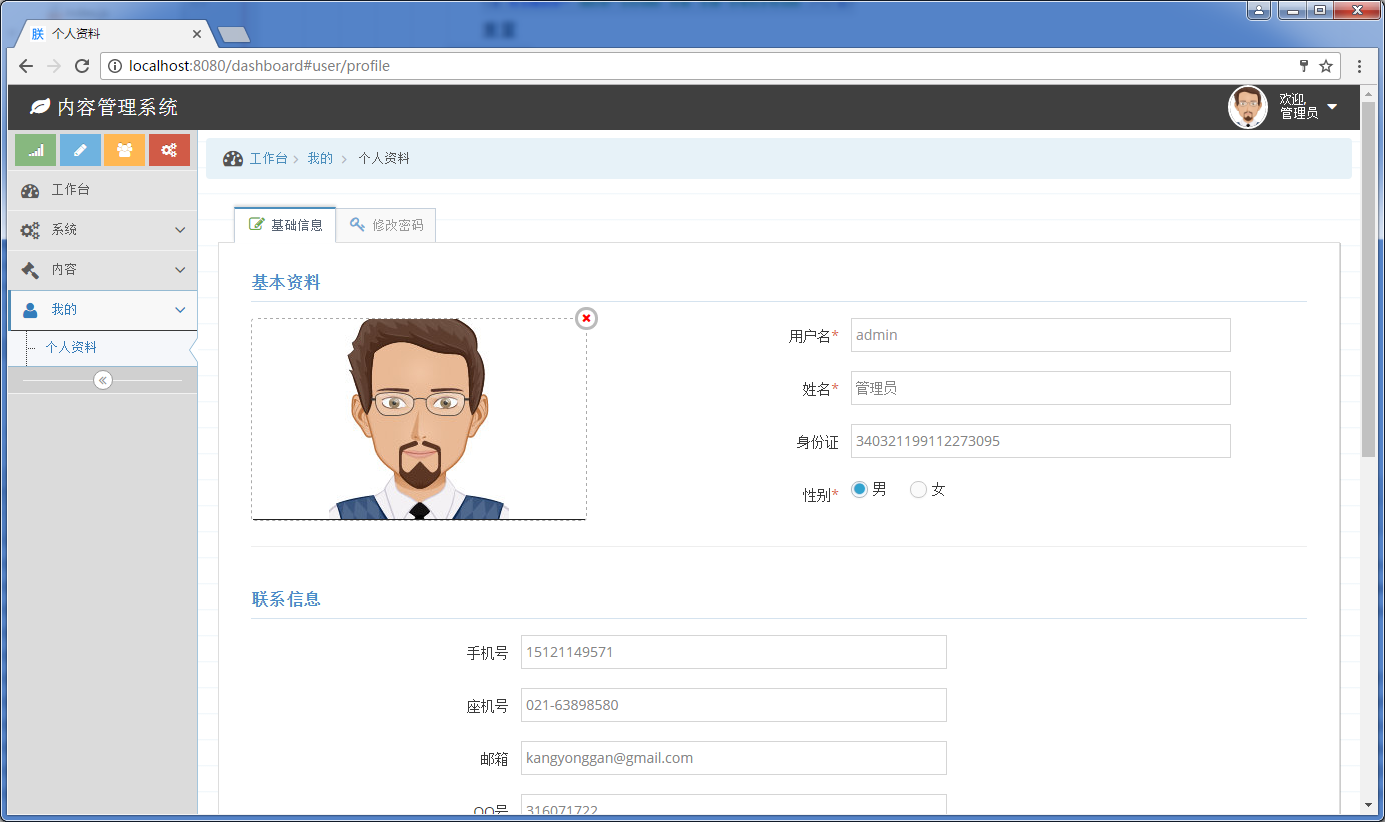 朕 个人资料
localhost:8080/dashboard#user/profile
内容管理系统
欢迎,
管理员
工作台
系统
内容
我的
个人资料
工作台 > 我的 > 个人资料
基础信息 修改密码
基本资料
用户名* admin
姓名* 管理员
身份证 340321199112273095
性别* 男 女
联系信息
手机号 15121149571
座机号 021-63898580
邮箱 kangyonggan@gmail.com
QQ号 316071722